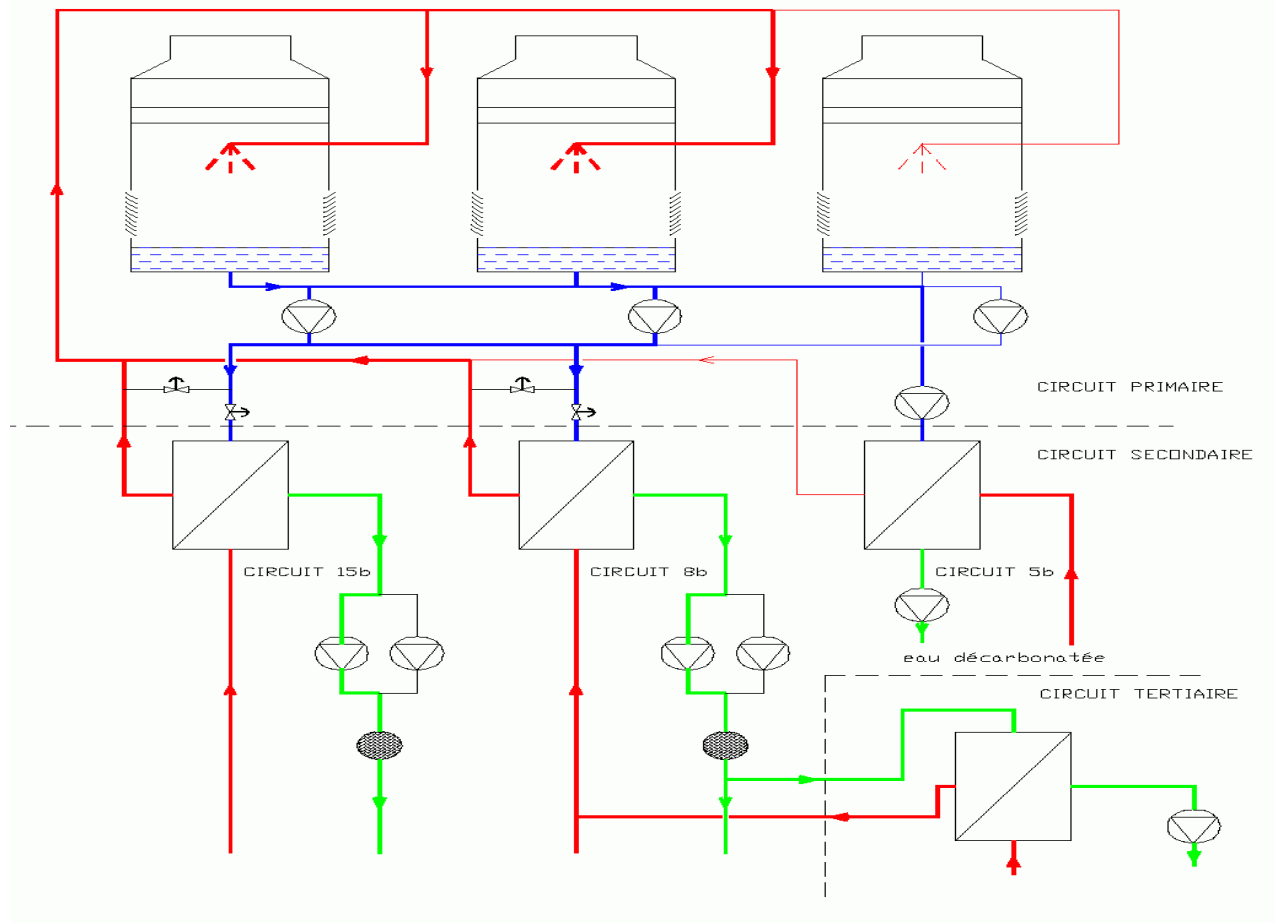 CIRCUIT PRIMAIRE
CIRCUIT SECONDAIRE
CIRCUIT 15b
CIRCUIT 8b
CIRCUIT 5b
eau décarbonatée
CIRCUIT TERTIAIRE